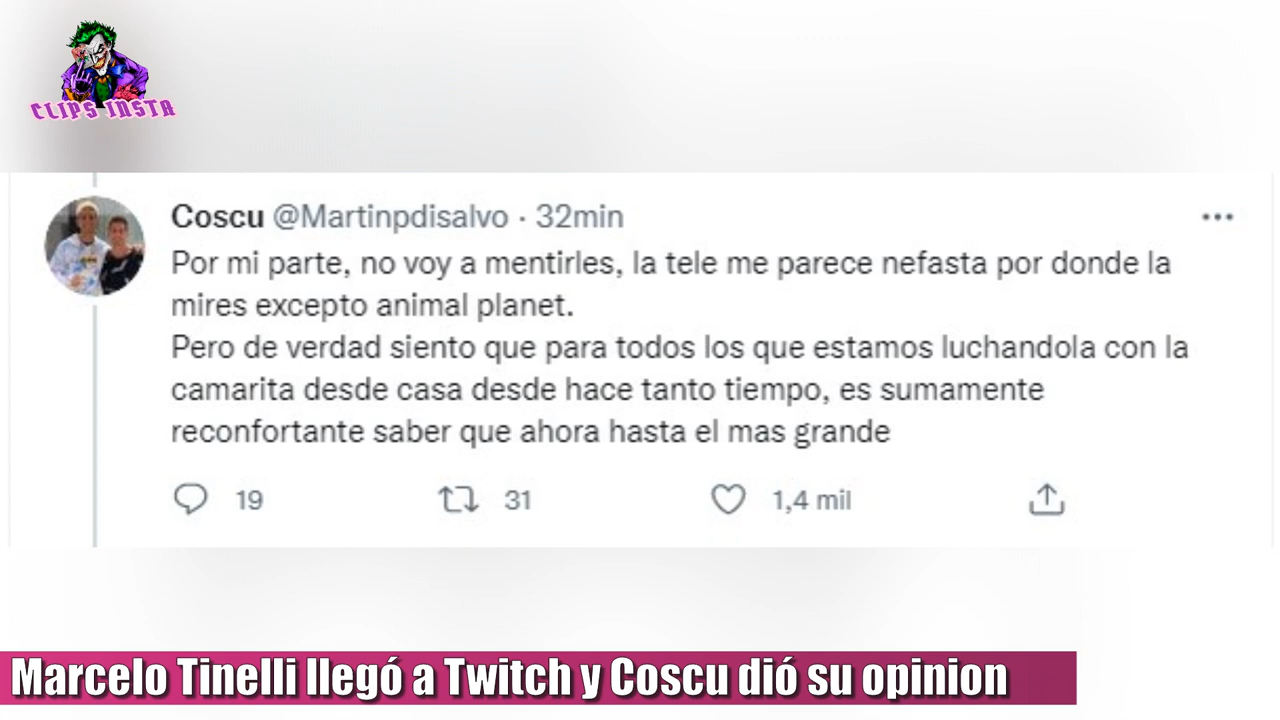 CLIPS INSTA
Coscu @Martinpdisalvo · 32min
Por mi parte, no voy a mentirles, la tele me parece nefasta por donde la
mires excepto animal planet.
Pero de verdad siento que para todos los que estamos luchandola con la
camarita desde casa desde hace tanto tiempo, es sumamente
reconfortante saber que ahora hasta el mas grande
19 31 1,4 mil
Marcelo Tinelli llegó a Twitch y Coscu dió su opinion